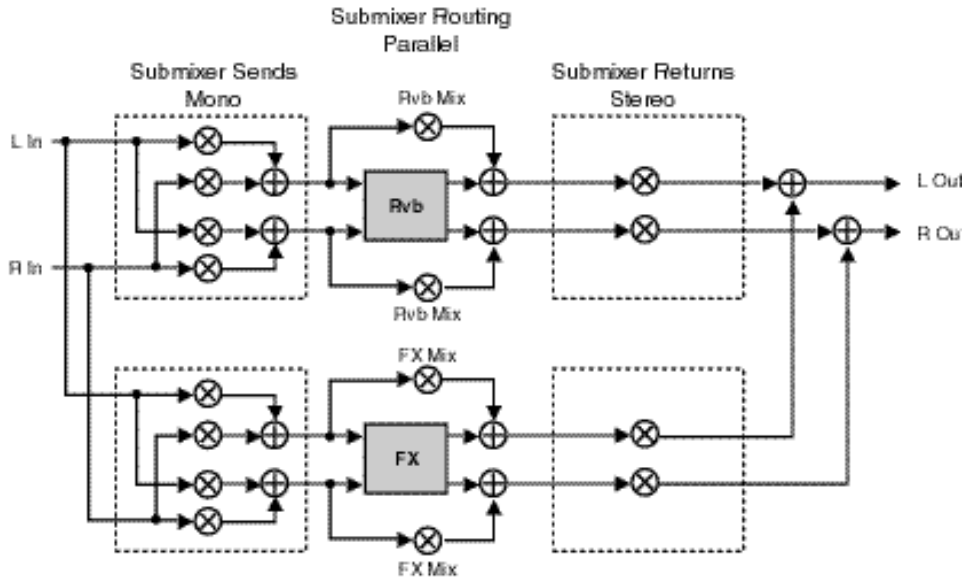 Submixer Routing
Parallel
Submixer Sends
Mono
Submixer Returns
Stereo
Rvb Mix
L In
Rvb
L Out
R Out
R In
Rvb Mix
FX Mix
FX
FX Mix